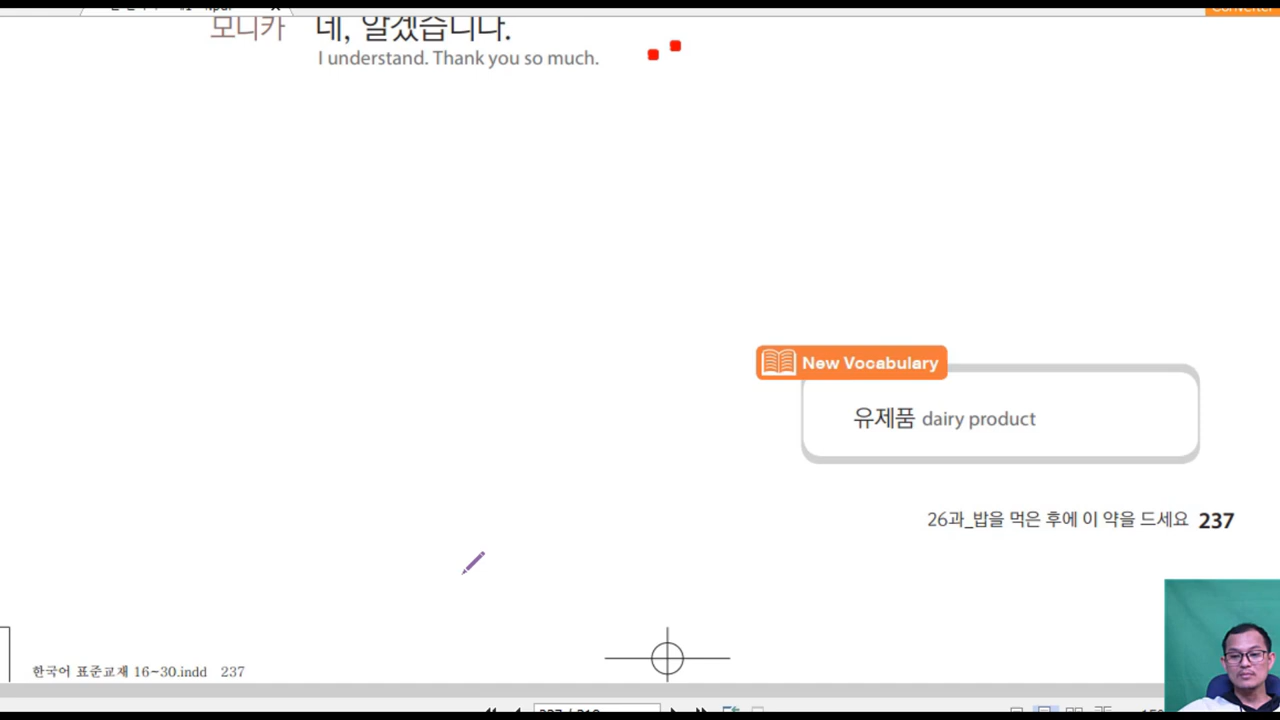 Converter
모니카 네, 알겠습니다.
I understand. Thank you so much.
New Vocabulary
유제품 dairy product
26과_밥을 먹은 후에 이 약을 드세요 237
한국어 표준교재 16-30.indd 237